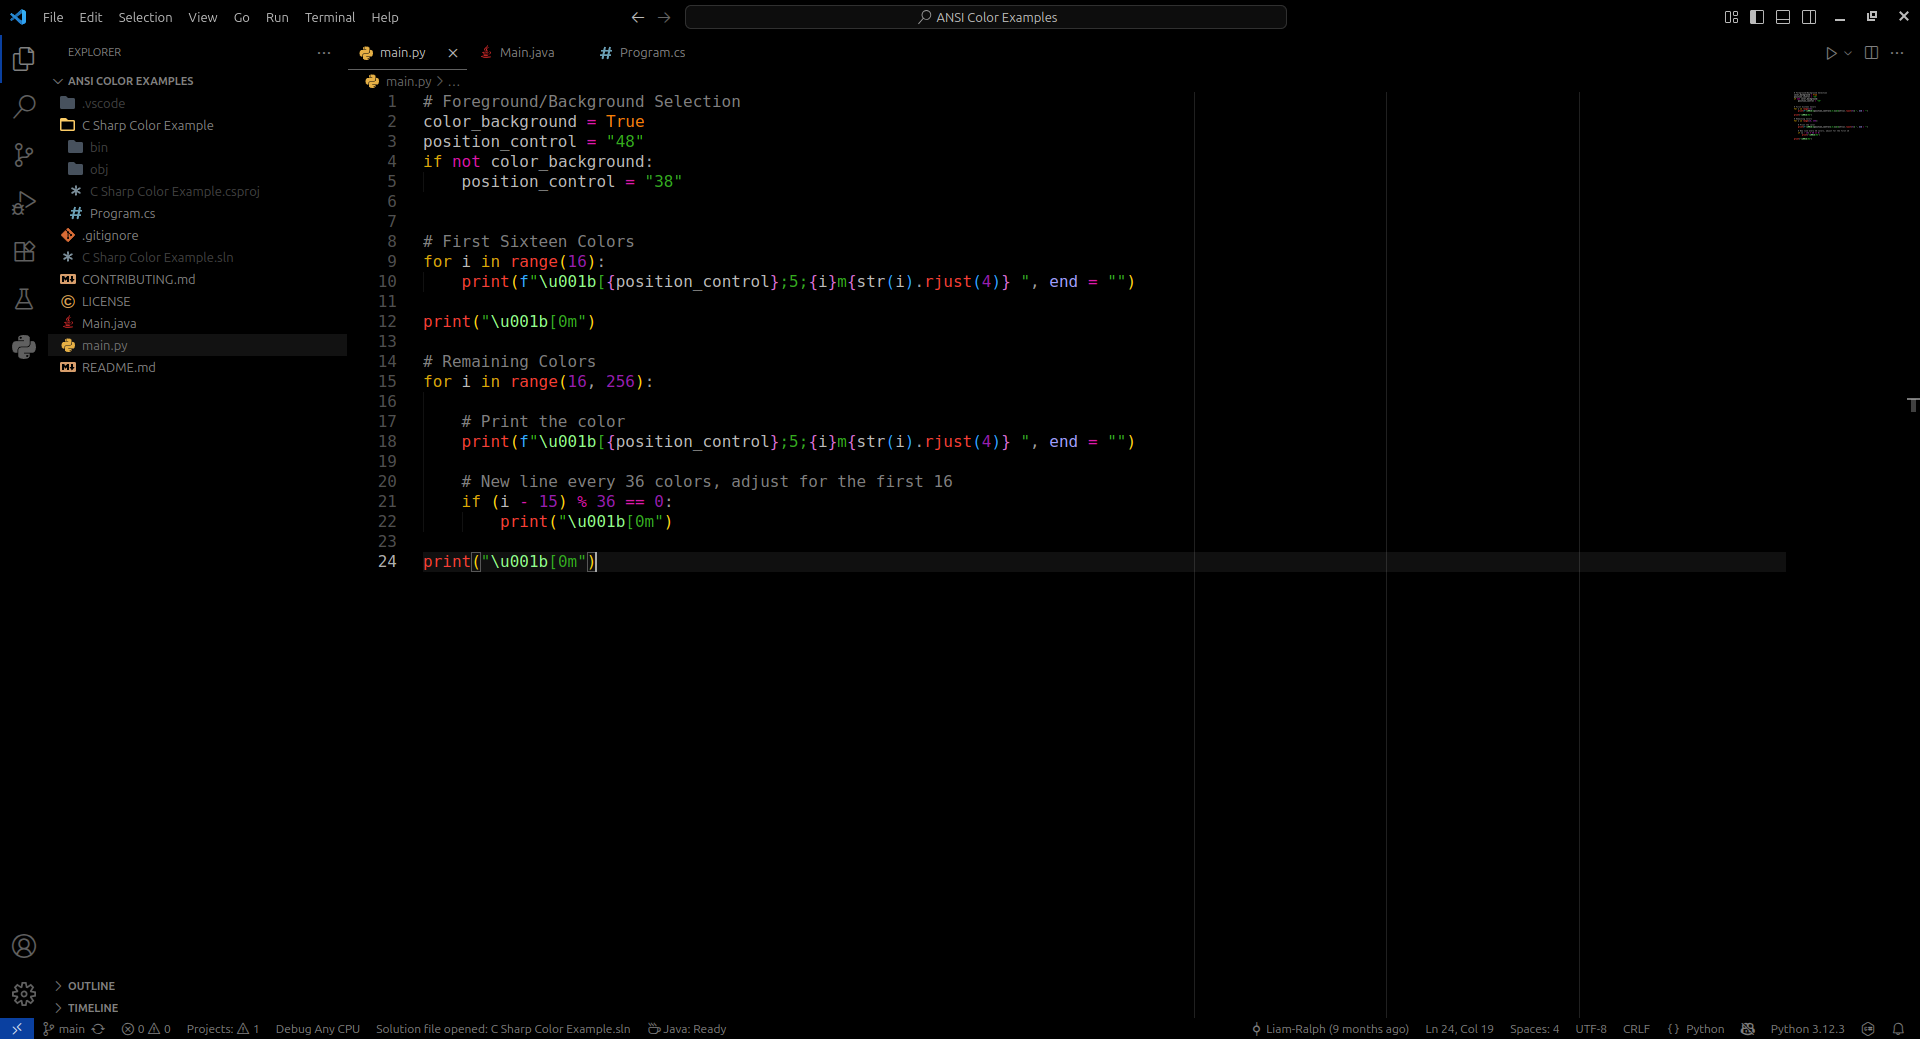 File Edit Selection View Go Run Terminal Help
ANSI Color Examples
EXPLORER
ANSI COLOR EXAMPLES
.vscode
C Sharp Color Example
bin
obj
C Sharp Color Example.csproj
Program.cs
.gitignore
C Sharp Color Example.sln
CONTRIBUTING.md
LICENSE
Main.java
main.py
README.md
OUTLINE
TIMELINE
main.py Main.java Program.cs
main.py > ...
1 # Foreground/Background Selection
2 color_background = True
3 position_control = "48"
4 if not color_background:
5     position_control = "38"
6
7
8 # First Sixteen Colors
9 for i in range(16):
10     print(f"\u001b[{position_control};5;{i}m{str(i).rjust(4)} ", end = "")
11
12 print("\u001b[0m")
13
14 # Remaining Colors
15 for i in range(16, 256):
16
17     # Print the color
18     print(f"\u001b[{position_control};5;{i}m{str(i).rjust(4)} ", end = "")
19
20     # New line every 36 colors, adjust for the first 16
21     if (i - 15) % 36 == 0:
22         print("\u001b[0m")
23
24 print("\u001b[0m")
main 0 0 Projects: 1 Debug Any CPU Solution file opened: C Sharp Color Example.sln Java: Ready Liam-Ralph (9 months ago) Ln 24, Col 19 Spaces: 4 UTF-8 CRLF {} Python Python 3.12.3